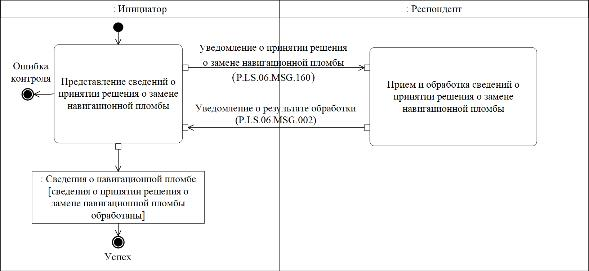 : Инициатор
: Респондент
Уведомление о принятии решения
о замене навигационной пломбы
(P.LS.06.MSG.160)
Ошибка
контроля
Представление сведений о
принятии решения о замене
навигационной пломбы
Прием и обработка сведений о
принятии решения о замене
навигационной пломбы
Уведомление о результате обработки
(P.LS.06.MSG.002)
: Сведения о навигационной пломбе
[сведения о принятии решения о
замене навигационной пломбы
обработаны]
Успех